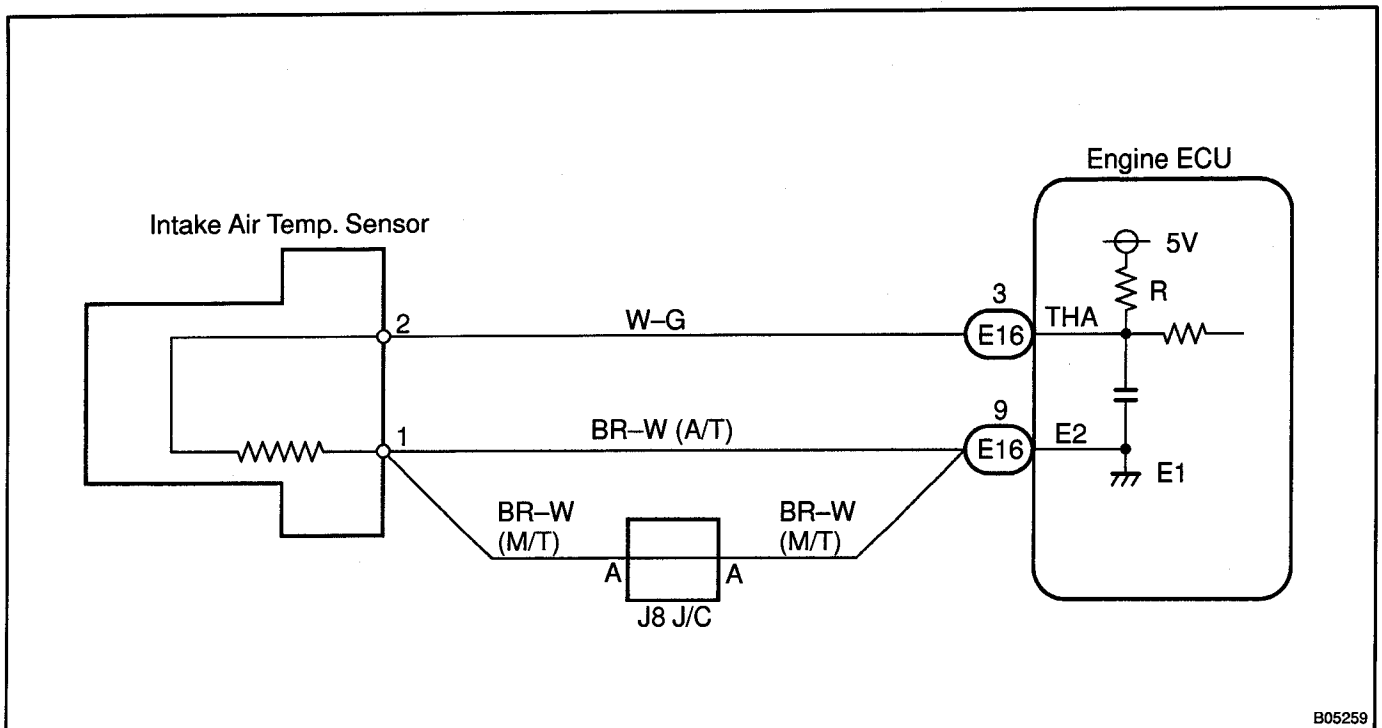 Engine ECU
Intake Air Temp. Sensor
5V
R
3
2
W–G
E16
THA
9
1
BR–W (A/T)
E16
E2
E1
BR–W
(M/T)
BR–W
(M/T)
A
A
J8 J/C
B05259